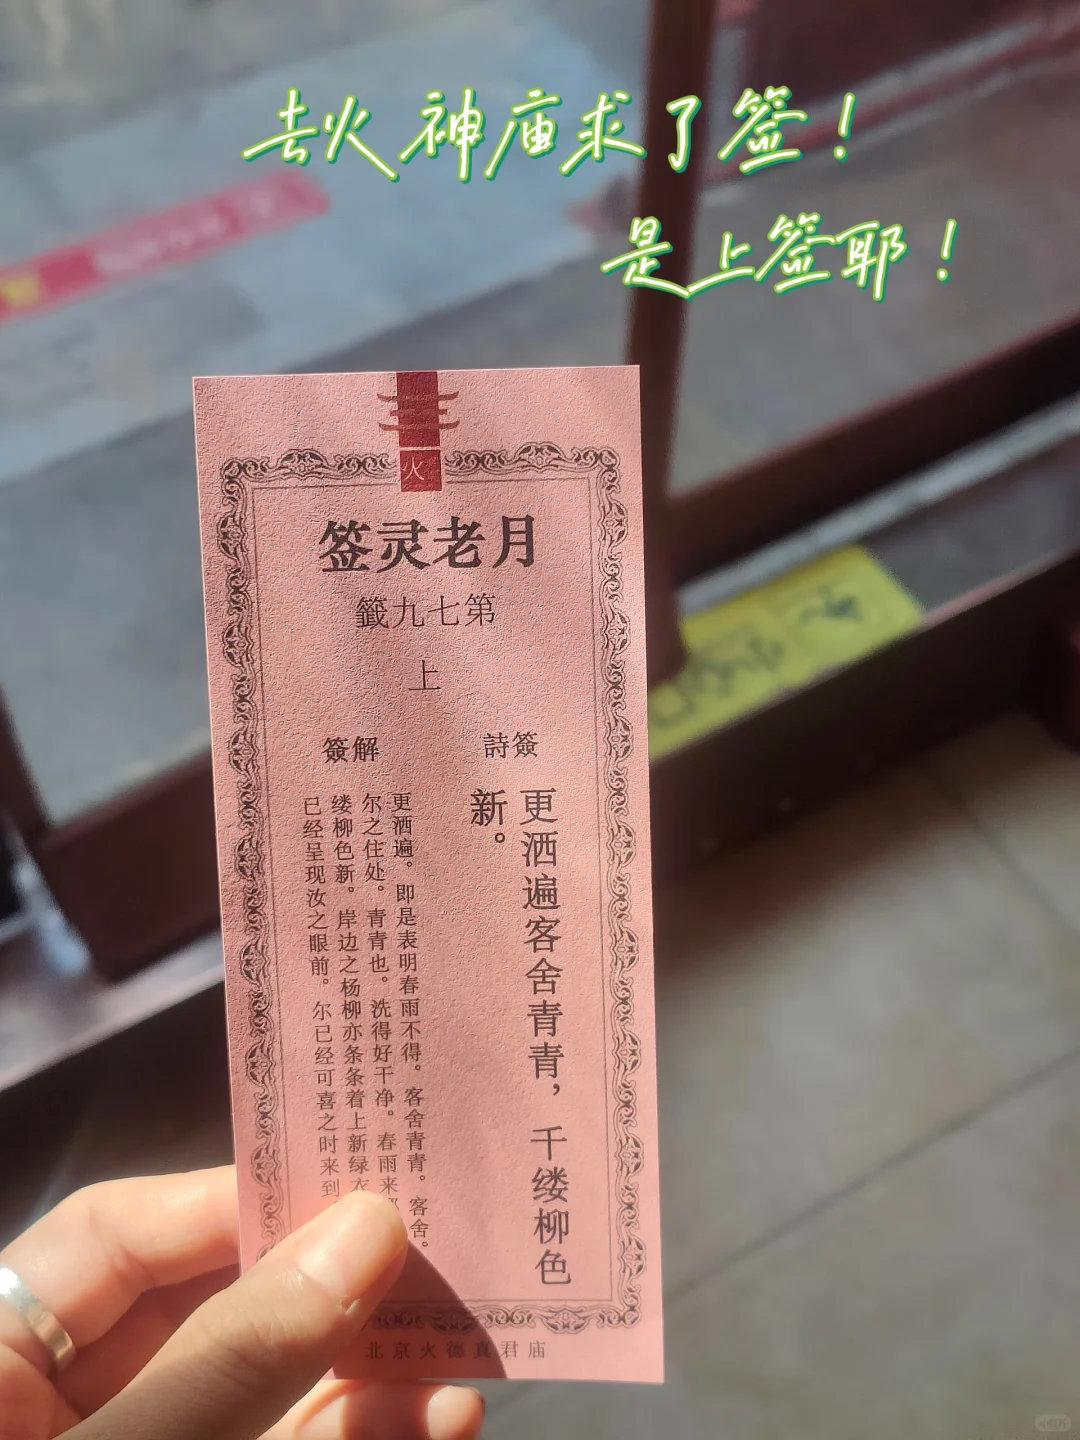 去火神庙求了签！
是上签耶！
火
月老灵签
第七九籤
上
簽詩
更洒遍客舍青青，千缕柳色
新。
解簽
更洒遍。即是表明春雨不得。客舍青青。客舍。
尔之住处。青青也。洗得好干净。春雨来
缕柳色新。岸边之杨柳亦条条着上新绿
已经呈现汝之眼前。尔已经可喜之时来到
北京火德真君庙
小红书